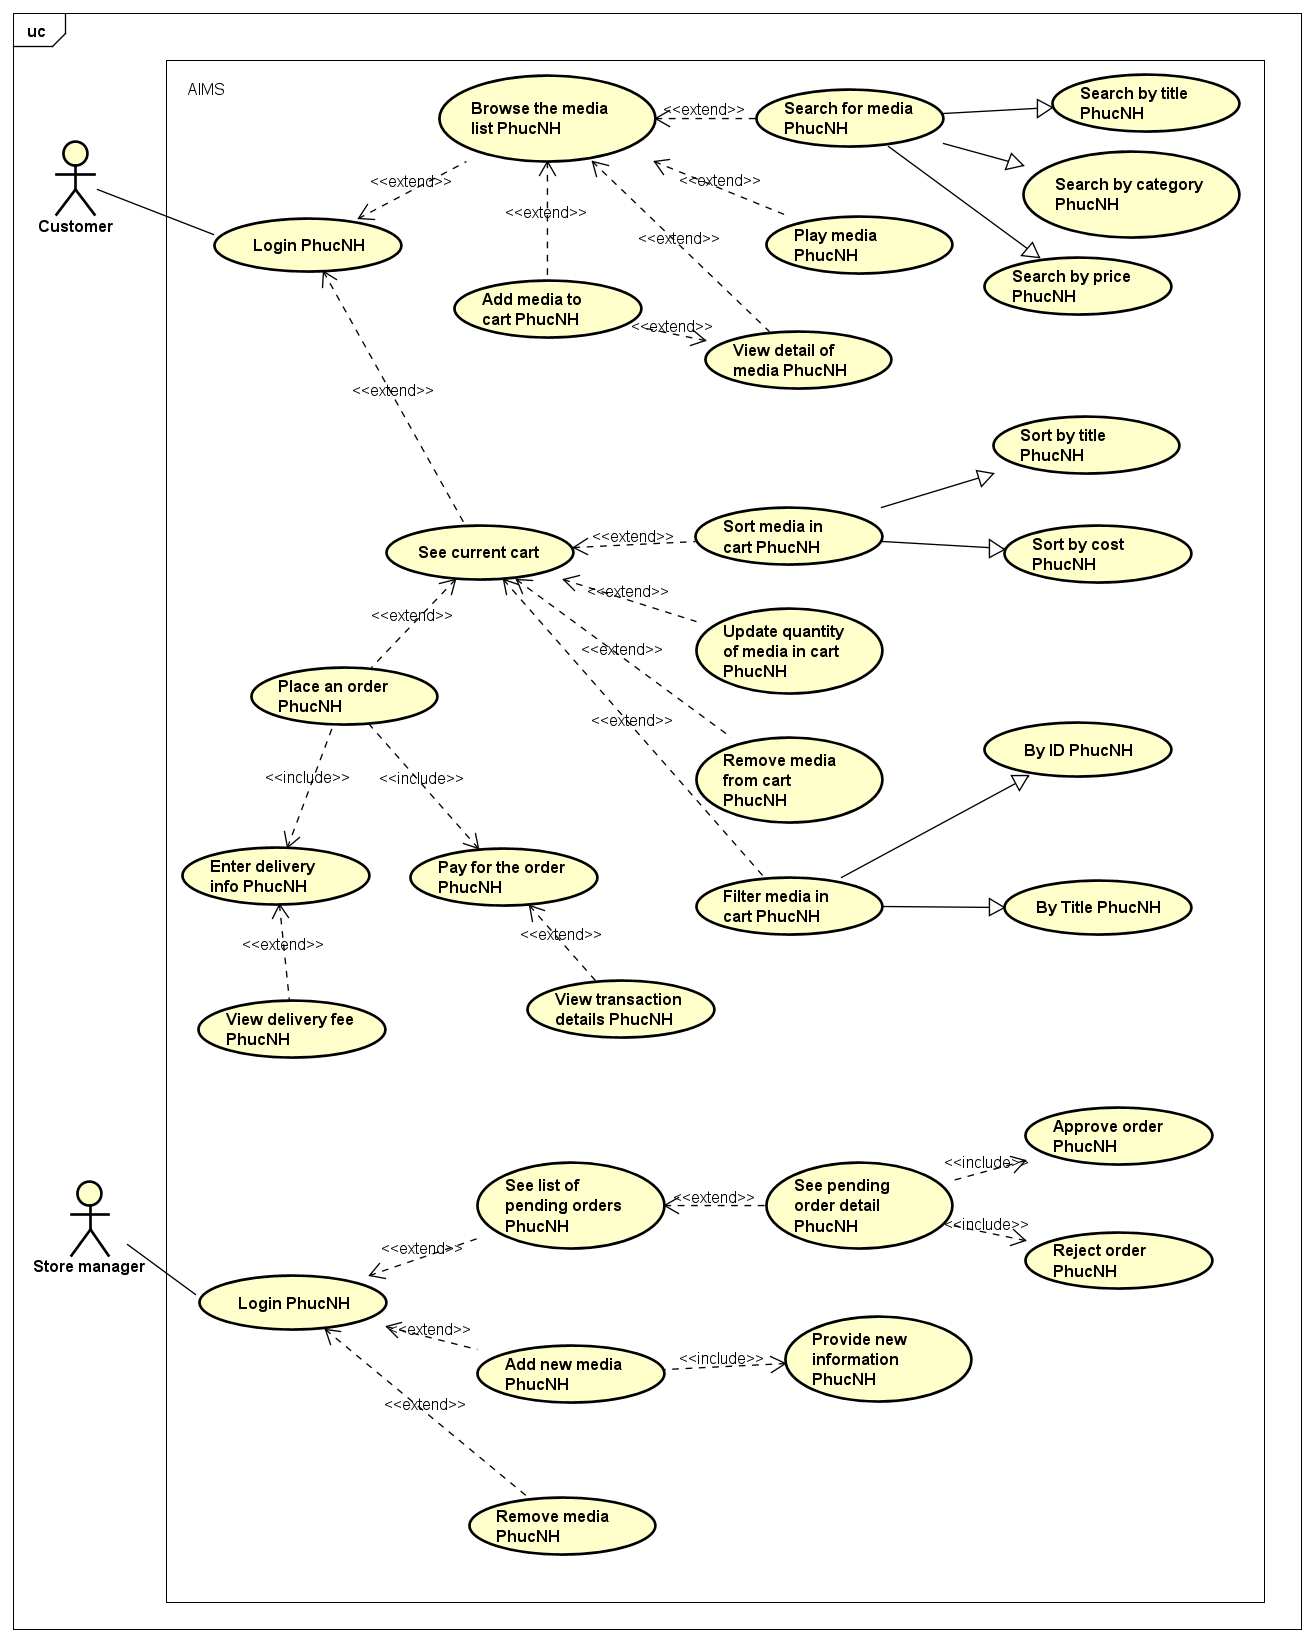 uc
AIMS
Browse the media
list PhucNH
<<extend>>
Search for media
PhucNH
Search by title
PhucNH
Customer
<<extend>>
<<extend>>
Search by category
PhucNH
<<extend>>
Login PhucNH
<<extend>>
Play media
PhucNH
Search by price
PhucNH
Add media to
cart PhucNH
<<extend>>
View detail of
media PhucNH
<<extend>>
Sort by title
PhucNH
See current cart
<<extend>>
Sort media in
cart PhucNH
Sort by cost
PhucNH
<<extend>>
<<extend>>
Update quantity
of media in cart
PhucNH
<<extend>>
Place an order
PhucNH
<<extend>>
By ID PhucNH
<<include>>
<<include>>
Remove media
from cart
PhucNH
Enter delivery
info PhucNH
Pay for the order
PhucNH
Filter media in
cart PhucNH
By Title PhucNH
<<extend>>
<<extend>>
View delivery fee
PhucNH
View transaction
details PhucNH
Approve order
PhucNH
<<include>>
See list of
pending orders
PhucNH
<<extend>>
See pending
order detail
PhucNH
<<include>>
Reject order
PhucNH
Store manager
<<extend>>
Login PhucNH
<<extend>>
Add new media
PhucNH
<<include>>
Provide new
information
PhucNH
<<extend>>
Remove media
PhucNH